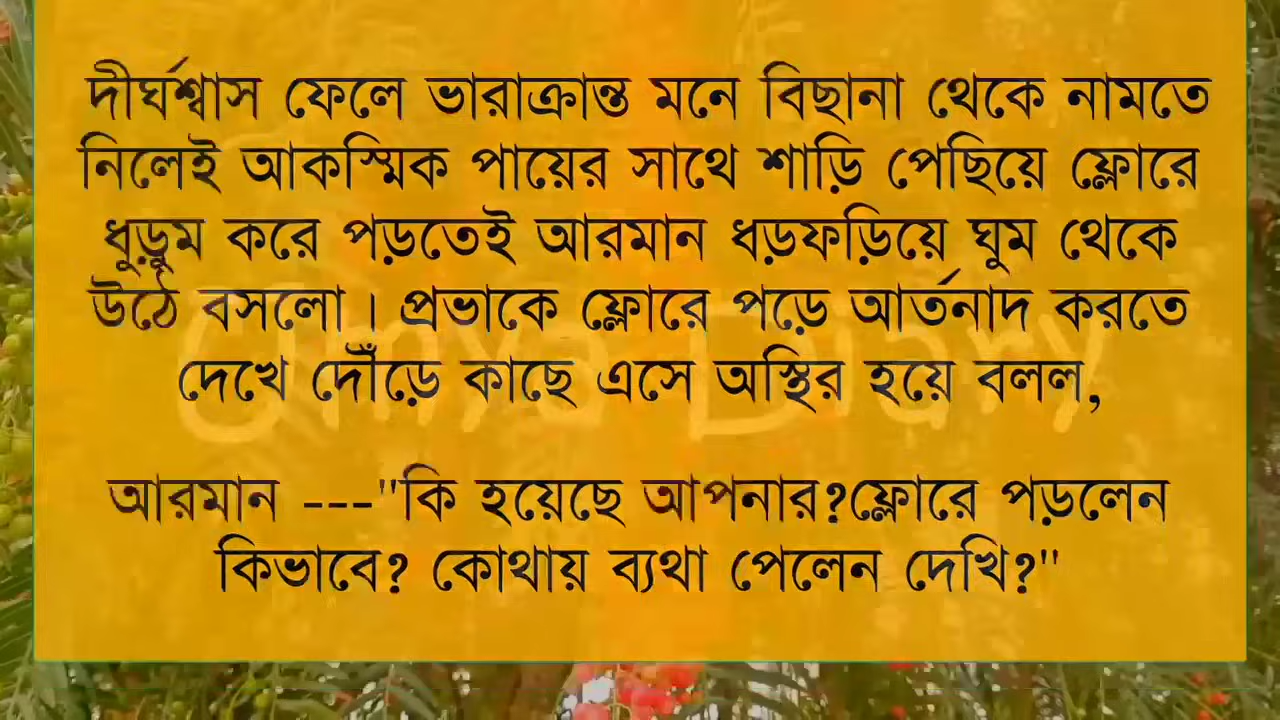 দীর্ঘশ্বাস ফেলে ভারাক্রান্ত মনে বিছানা থেকে নামতে
নিলেই আকস্মিক পায়ের সাথে শাড়ি পেছিয়ে ফ্লোরে
ধুড়ুম করে পড়তেই আরমান ধড়ফড়িয়ে ঘুম থেকে
উঠে বসলো। প্রভাকে ফ্লোরে পড়ে আর্তনাদ করতে
দেখে দৌঁড়ে কাছে এসে অস্থির হয়ে বলল,
আরমান ---"কি হয়েছে আপনার?ফ্লোরে পড়লেন
কিভাবে? কোথায় ব্যথা পেলেন দেখি?"
Diary